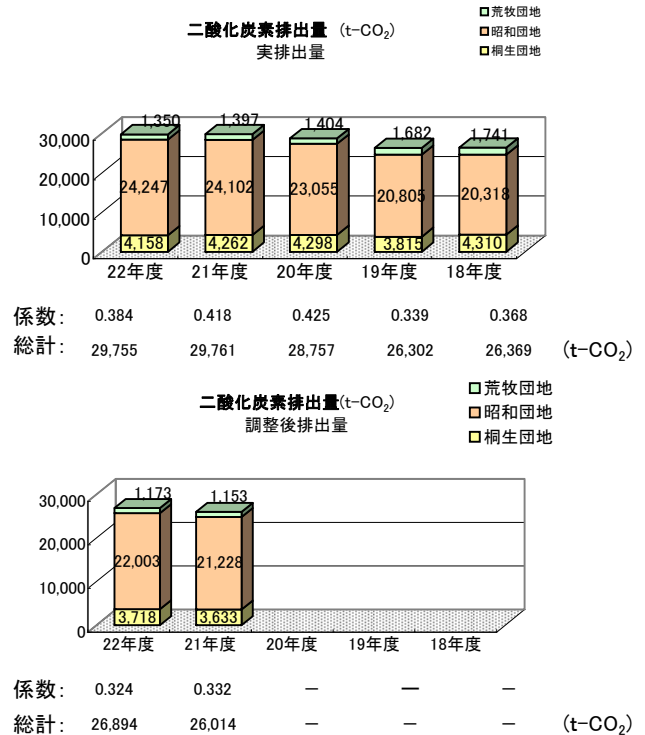 二酸化炭素排出量 (t-CO₂)
実排出量
荒牧団地
昭和団地
桐生団地
1,350 1,397 1,404 1,682 1,741
30,000
20,000
10,000
0
24,247 24,102 23,055 20,805 20,318
4,158 4,262 4,298 3,815 4,310
22年度 21年度 20年度 19年度 18年度
係数: 0.384 0.418 0.425 0.339 0.368
総計: 29,755 29,761 28,757 26,302 26,369 (t-CO₂)
二酸化炭素排出量(t-CO₂)
調整後排出量
荒牧団地
昭和団地
桐生団地
1,173 1,153
30,000
20,000
10,000
0
22,003 21,228
3,718 3,633
22年度 21年度 20年度 19年度 18年度
係数: 0.324 0.332 － － －
総計: 26,894 26,014 － － － (t-CO₂)